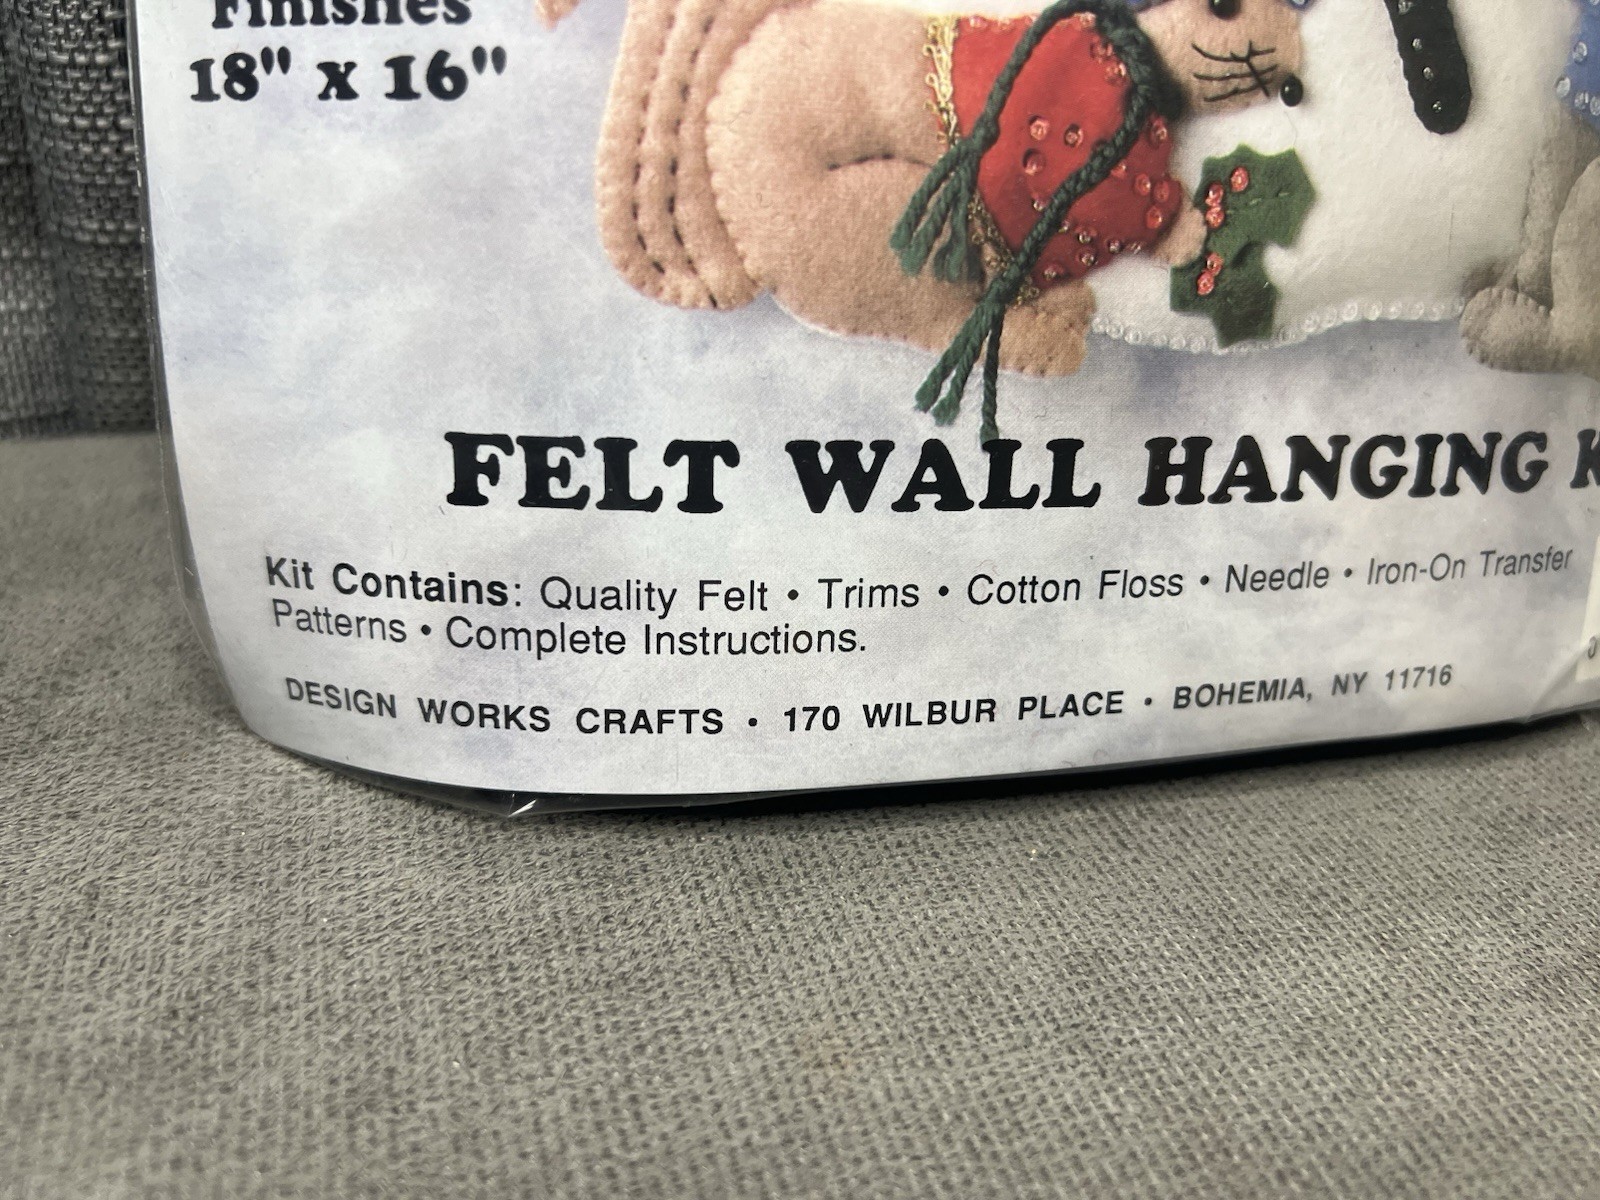 Finishes
18" x 16"
FELT WALL HANGING K
Kit Contains: Quality Felt • Trims • Cotton Floss • Needle • Iron-On Transfer
Patterns • Complete Instructions.
DESIGN WORKS CRAFTS • 170 WILBUR PLACE • BOHEMIA, NY 11716